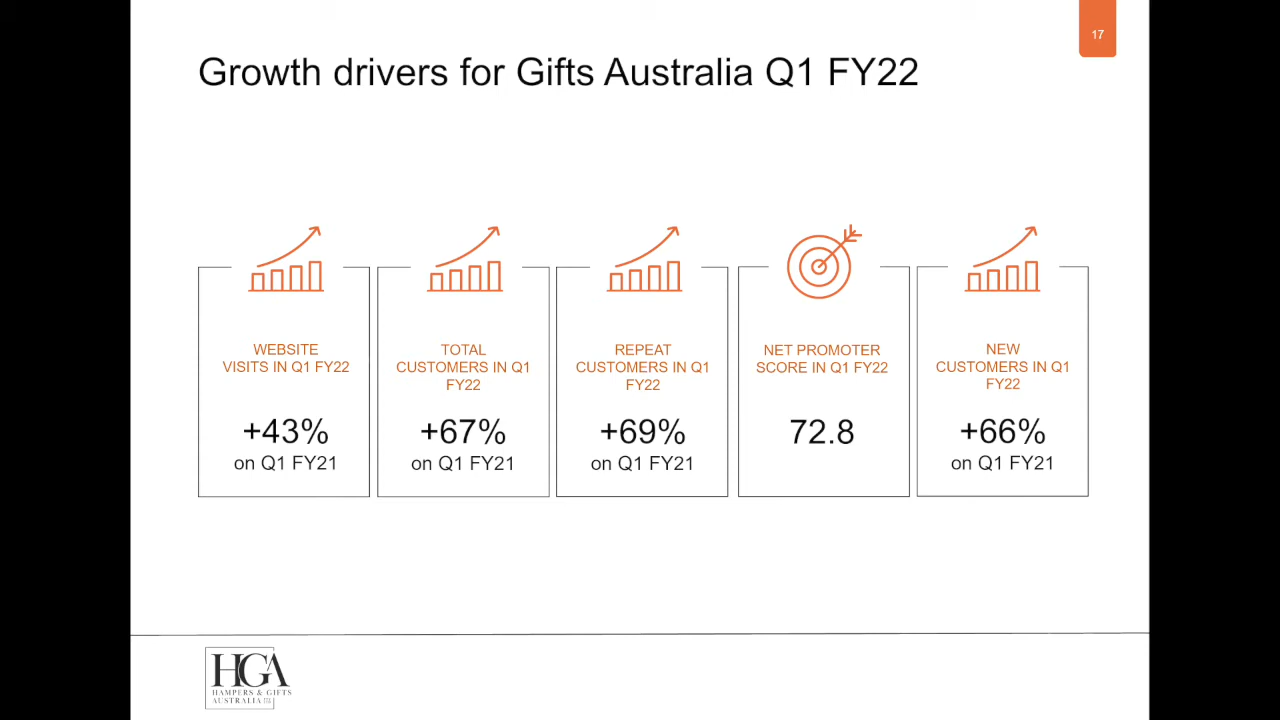 17
Growth drivers for Gifts Australia Q1 FY22
WEBSITE
VISITS IN Q1 FY22
+43%
on Q1 FY21
TOTAL
CUSTOMERS IN Q1
FY22
+67%
on Q1 FY21
REPEAT
CUSTOMERS IN Q1
FY22
+69%
on Q1 FY21
NET PROMOTER
SCORE IN Q1 FY22
72.8
NEW
CUSTOMERS IN Q1
FY22
+66%
on Q1 FY21
HGA
HAMPERS & GIFTS
AUSTRALIA LTD.